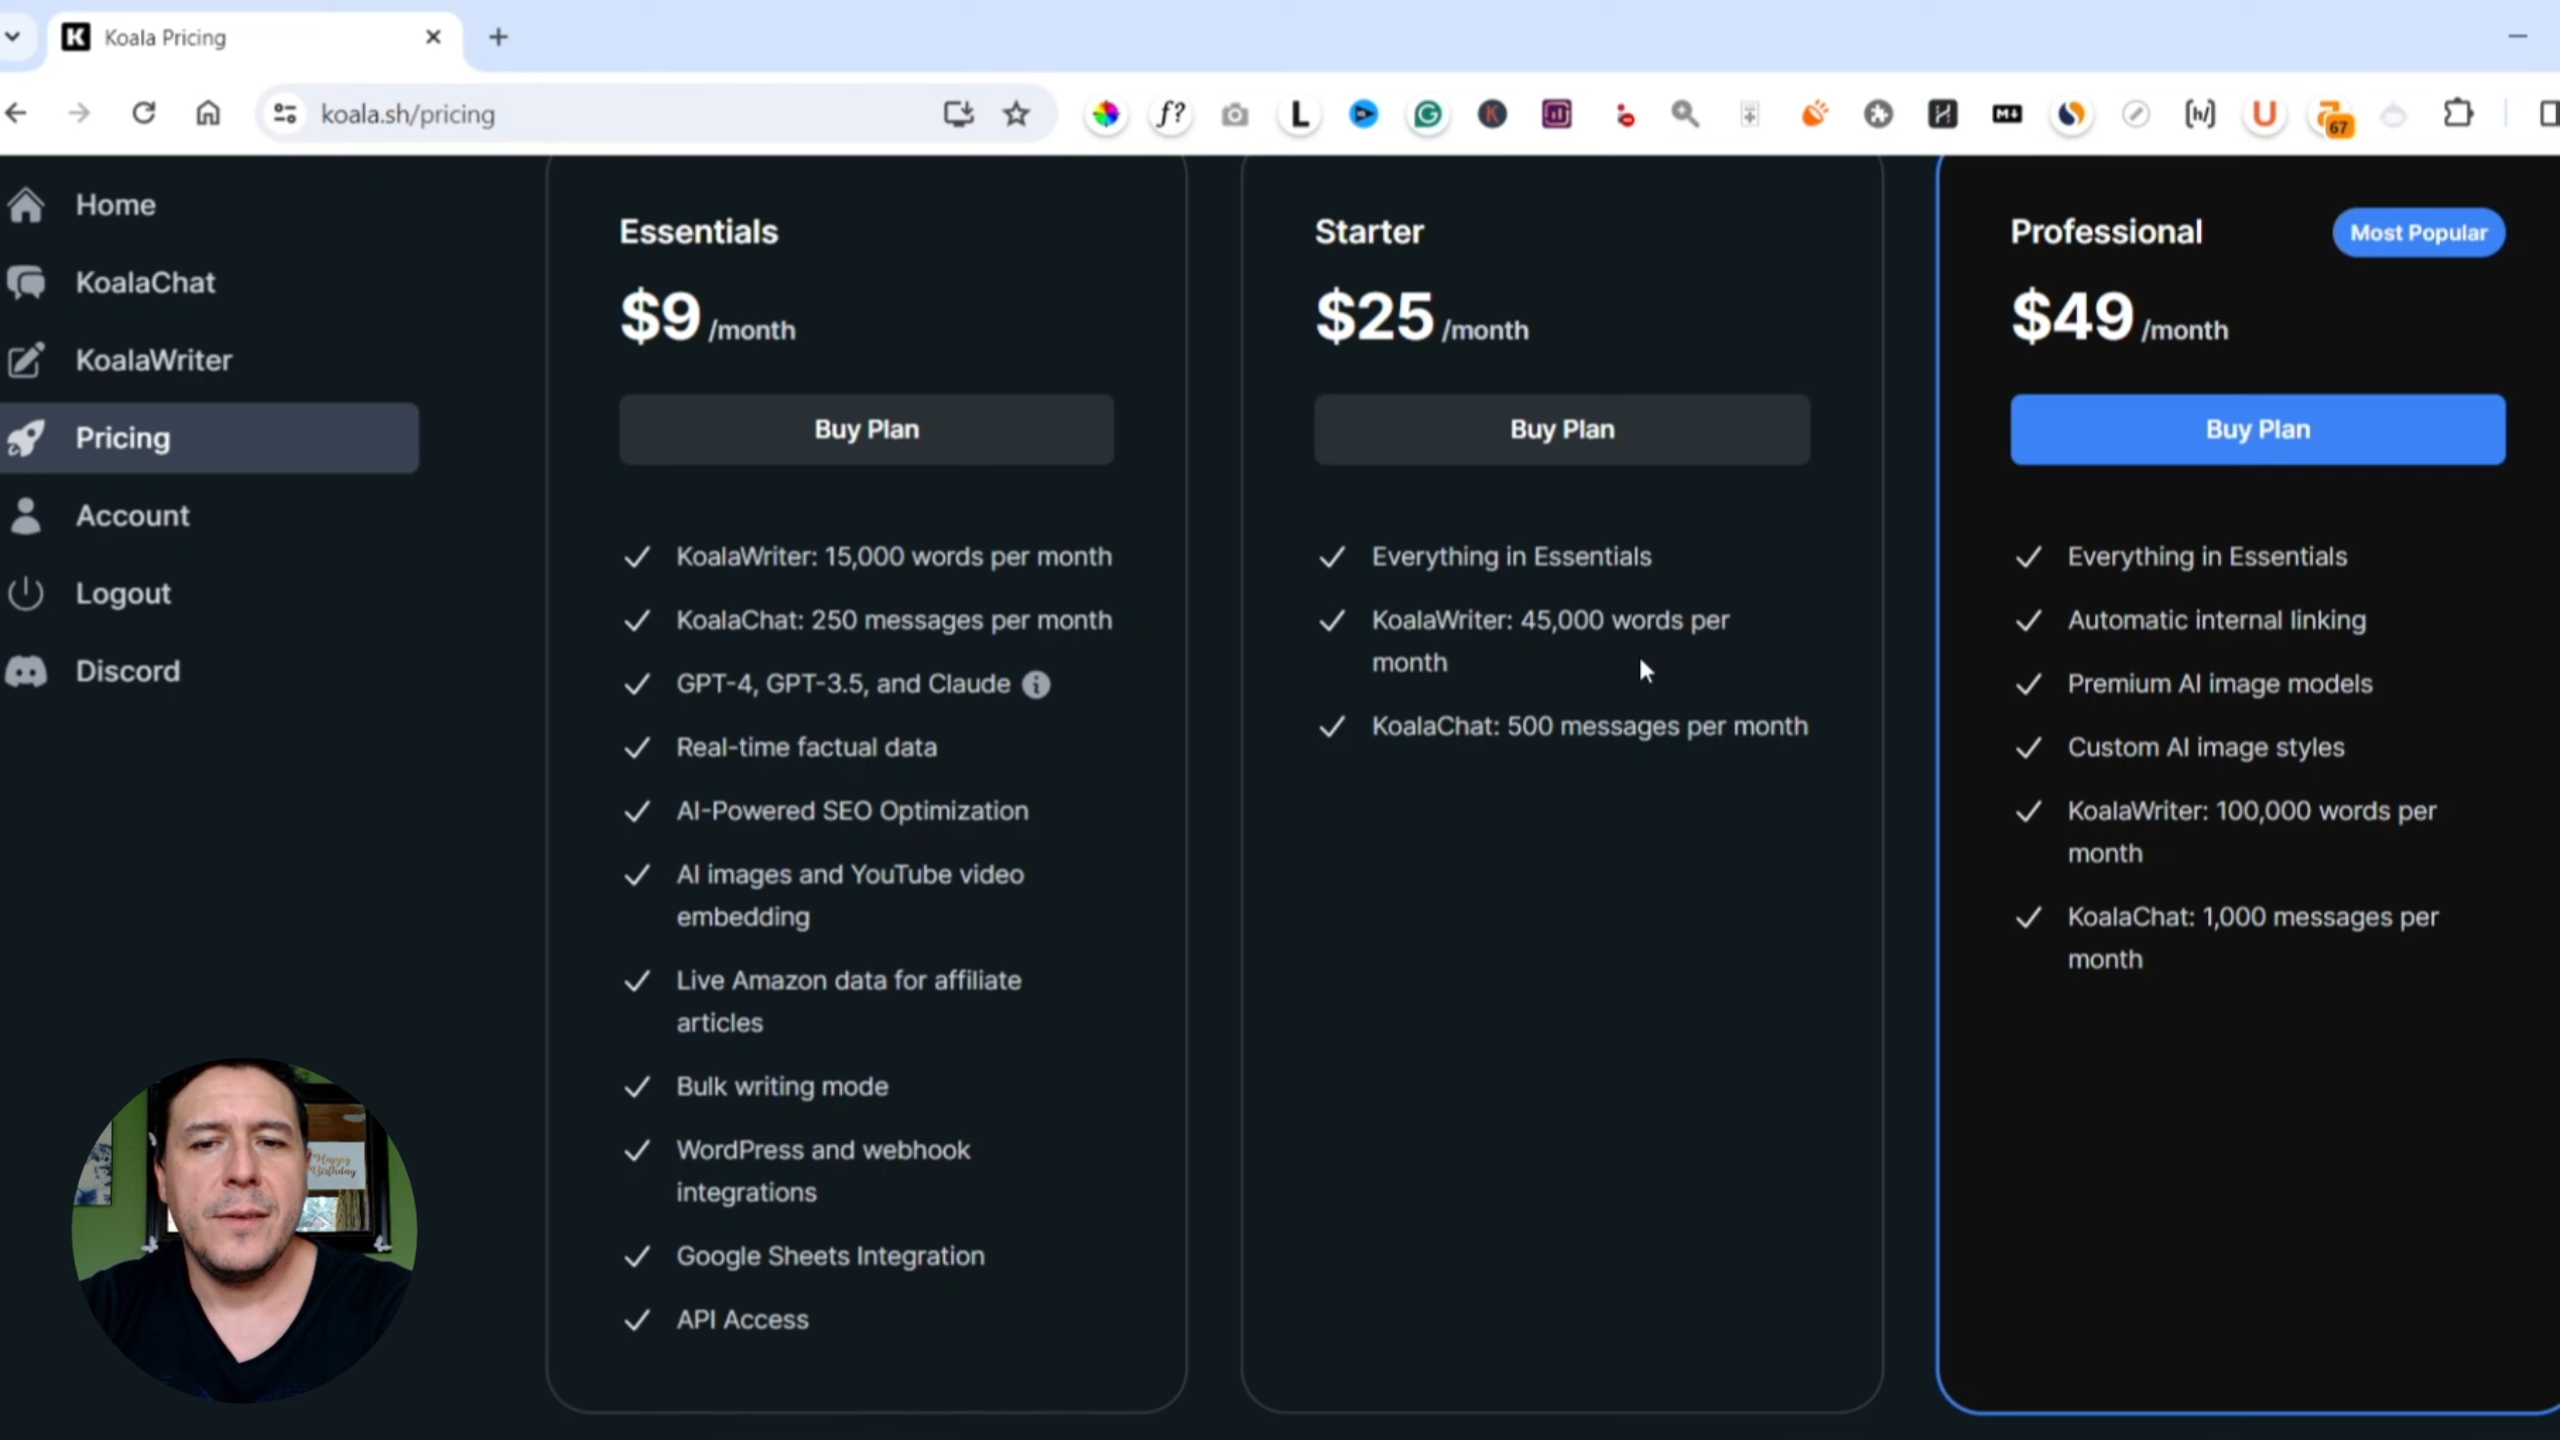 Koala Pricing
koala.sh/pricing
f?
L
G
K
M↓
[h/]
U
67
Home
KoalaChat
KoalaWriter
Pricing
Account
Logout
Discord
Essentials
$9 /month
Buy Plan
KoalaWriter: 15,000 words per month
KoalaChat: 250 messages per month
GPT-4, GPT-3.5, and Claude
Real-time factual data
AI-Powered SEO Optimization
AI images and YouTube video
embedding
Live Amazon data for affiliate
articles
Bulk writing mode
WordPress and webhook
integrations
Google Sheets Integration
API Access
Starter
$25 /month
Buy Plan
Everything in Essentials
KoalaWriter: 45,000 words per
month
KoalaChat: 500 messages per month
Professional
Most Popular
$49 /month
Buy Plan
Everything in Essentials
Automatic internal linking
Premium AI image models
Custom AI image styles
KoalaWriter: 100,000 words per
month
KoalaChat: 1,000 messages per
month
Happy
Birthday